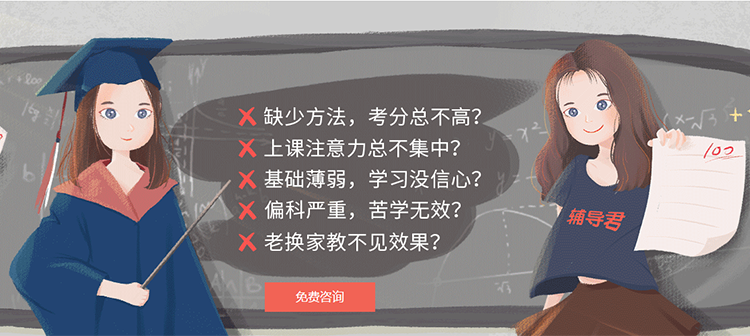 缺少方法，考分总不高?
上课注意力总不集中?
基础薄弱，学习没信心?
偏科严重，苦学无效?
老换家教不见效果?
免费咨询
辅导君
100